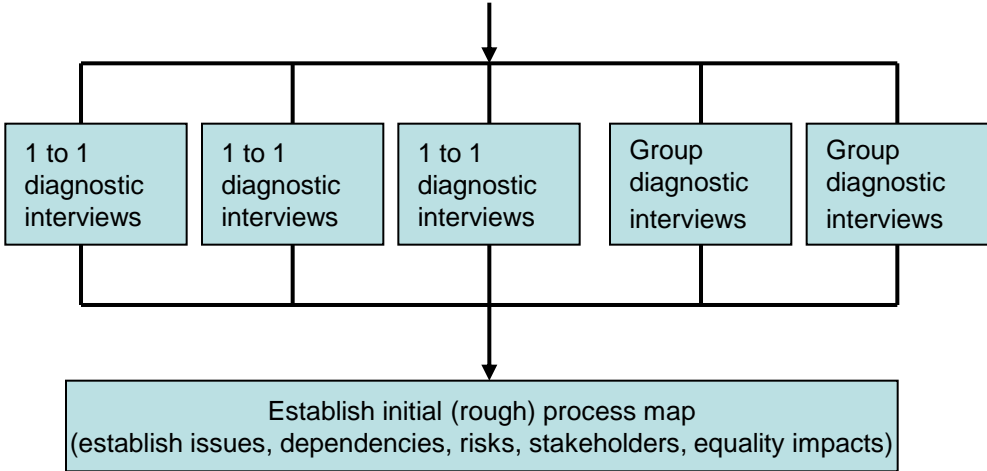 1 to 1
diagnostic
interviews
1 to 1
diagnostic
interviews
1 to 1
diagnostic
interviews
Group
diagnostic
interviews
Group
diagnostic
interviews
Establish initial (rough) process map
(establish issues, dependencies, risks, stakeholders, equality impacts)